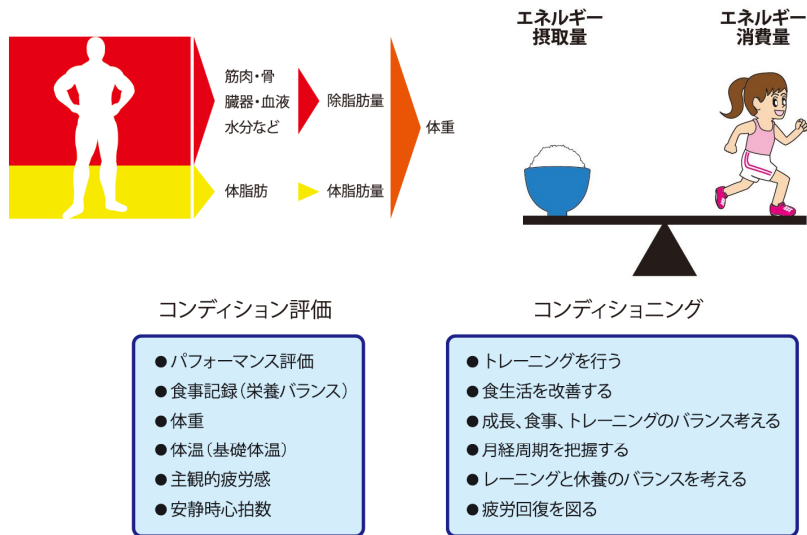 筋肉・骨
臓器・血液
水分など
除脂肪量
体重
体脂肪
体脂肪量
エネルギー
摂取量
エネルギー
消費量
コンディション評価
●パフォーマンス評価
●食事記録(栄養バランス)
●体重
●体温(基礎体温)
●主観的疲労感
●安静時心拍数
コンディショニング
●トレーニングを行う
●食生活を改善する
●成長、食事、トレーニングのバランス考える
●月経周期を把握する
●レーニングと休養のバランスを考える
●疲労回復を図る